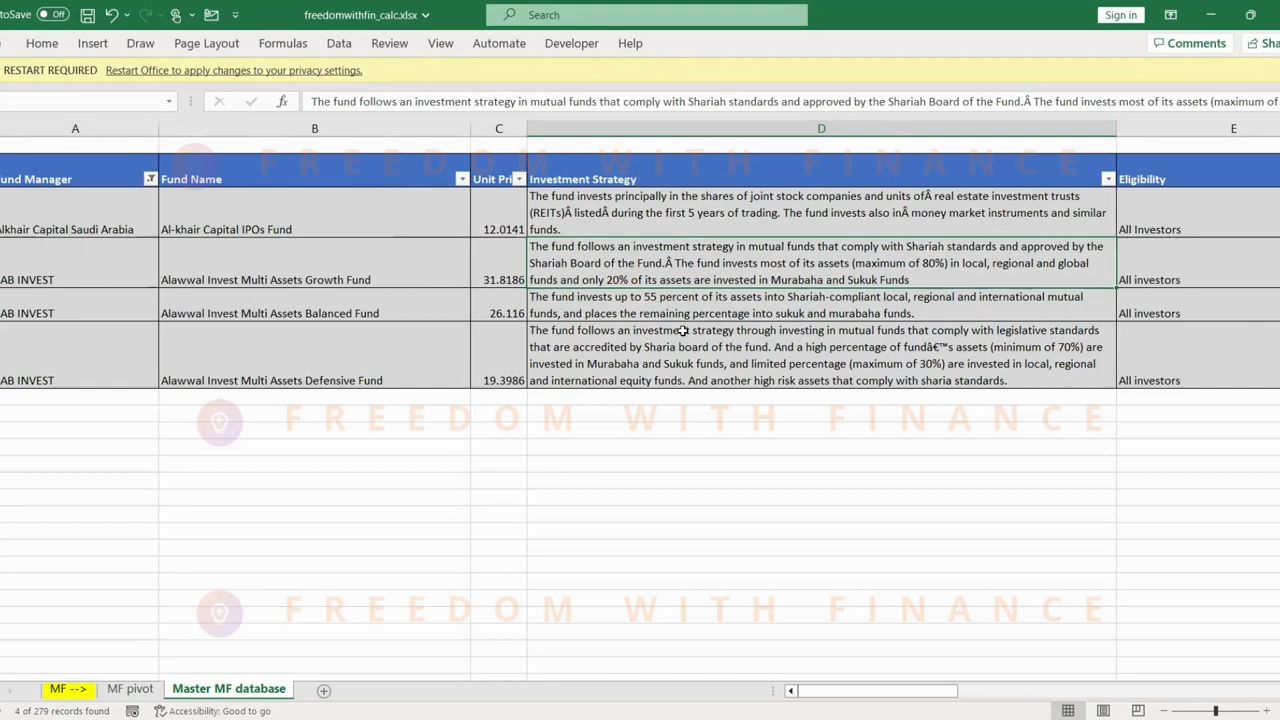 toSave Off freedomwithfin_calc.xlsx Search Sign in
Home Insert Draw Page Layout Formulas Data Review View Automate Developer Help Comments Sha
RESTART REQUIRED Restart Office to apply changes to your privacy settings.
fx The fund follows an investment strategy in mutual funds that comply with Shariah standards and approved by the Shariah Board of the Fund.Â The fund invests most of its assets (maximum of
A B C D E
FREEDOM WITH FINANCE
und Manager Fund Name Unit Pri Investment Strategy Eligibility
The fund invests principally in the shares of joint stock companies and units ofÂ real estate investment trusts
(REITs)Â listedÂ during the first 5 years of trading. The fund invests also inÂ money market instruments and similar
lkhair Capital Saudi Arabia Al-khair Capital IPOs Fund 12.0141 funds. All Investors
The fund follows an investment strategy in mutual funds that comply with Shariah standards and approved by the
Shariah Board of the Fund.Â The fund invests most of its assets (maximum of 80%) in local, regional and global
AB INVEST Alawwal Invest Multi Assets Growth Fund 31.8186 funds and only 20% of its assets are invested in Murabaha and Sukuk Funds All investors
The fund invests up to 55 percent of its assets into Shariah-compliant local, regional and international mutual
AB INVEST Alawwal Invest Multi Assets Balanced Fund 26.116 funds, and places the remaining percentage into sukuk and murabaha funds. All investors
The fund follows an investment strategy through investing in mutual funds that comply with legislative standards
that are accredited by Sharia board of the fund. And a high percentage of fundâ€™s assets (minimum of 70%) are
invested in Murabaha and Sukuk funds, and limited percentage (maximum of 30%) are invested in local, regional
AB INVEST Alawwal Invest Multi Assets Defensive Fund 19.3986 and international equity funds. And another high risk assets that comply with sharia standards. All investors
FREEDOM WITH FINANCE
FREEDOM WITH FINANCE
MF --> MF pivot Master MF database
4 of 279 records found Accessibility: Good to go